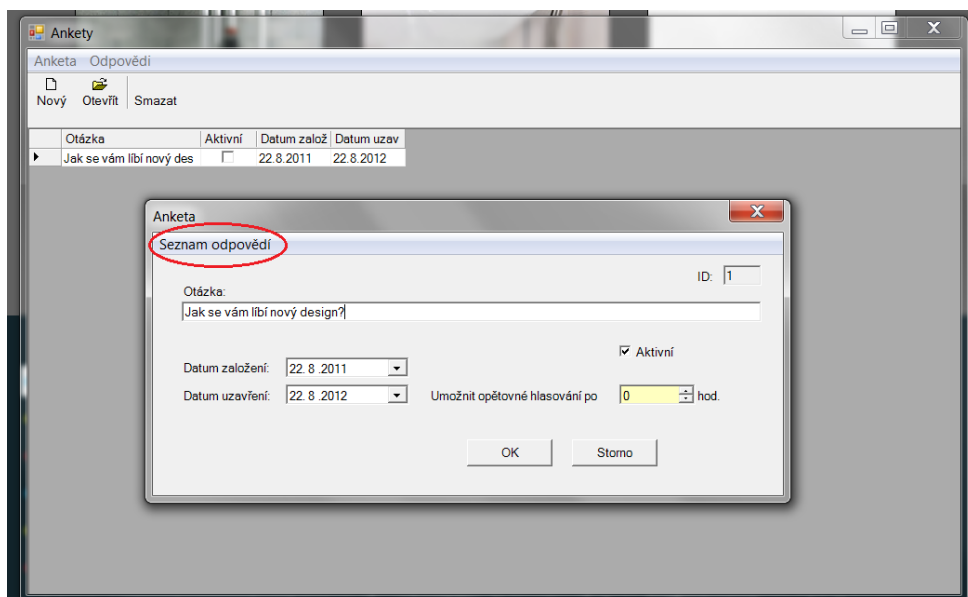 Ankety
Anketa Odpovědi
Nový Otevřít Smazat
Otázka Aktivní Datum založ Datum uzav
Jak se vám líbí nový des 22.8.2011 22.8.2012
Anketa
Seznam odpovědí
ID: 1
Otázka:
Jak se vám líbí nový design?
Aktivní
Datum založení: 22. 8 .2011
Datum uzavření: 22. 8 .2012 Umožnit opětovné hlasování po 0 hod.
OK Storno